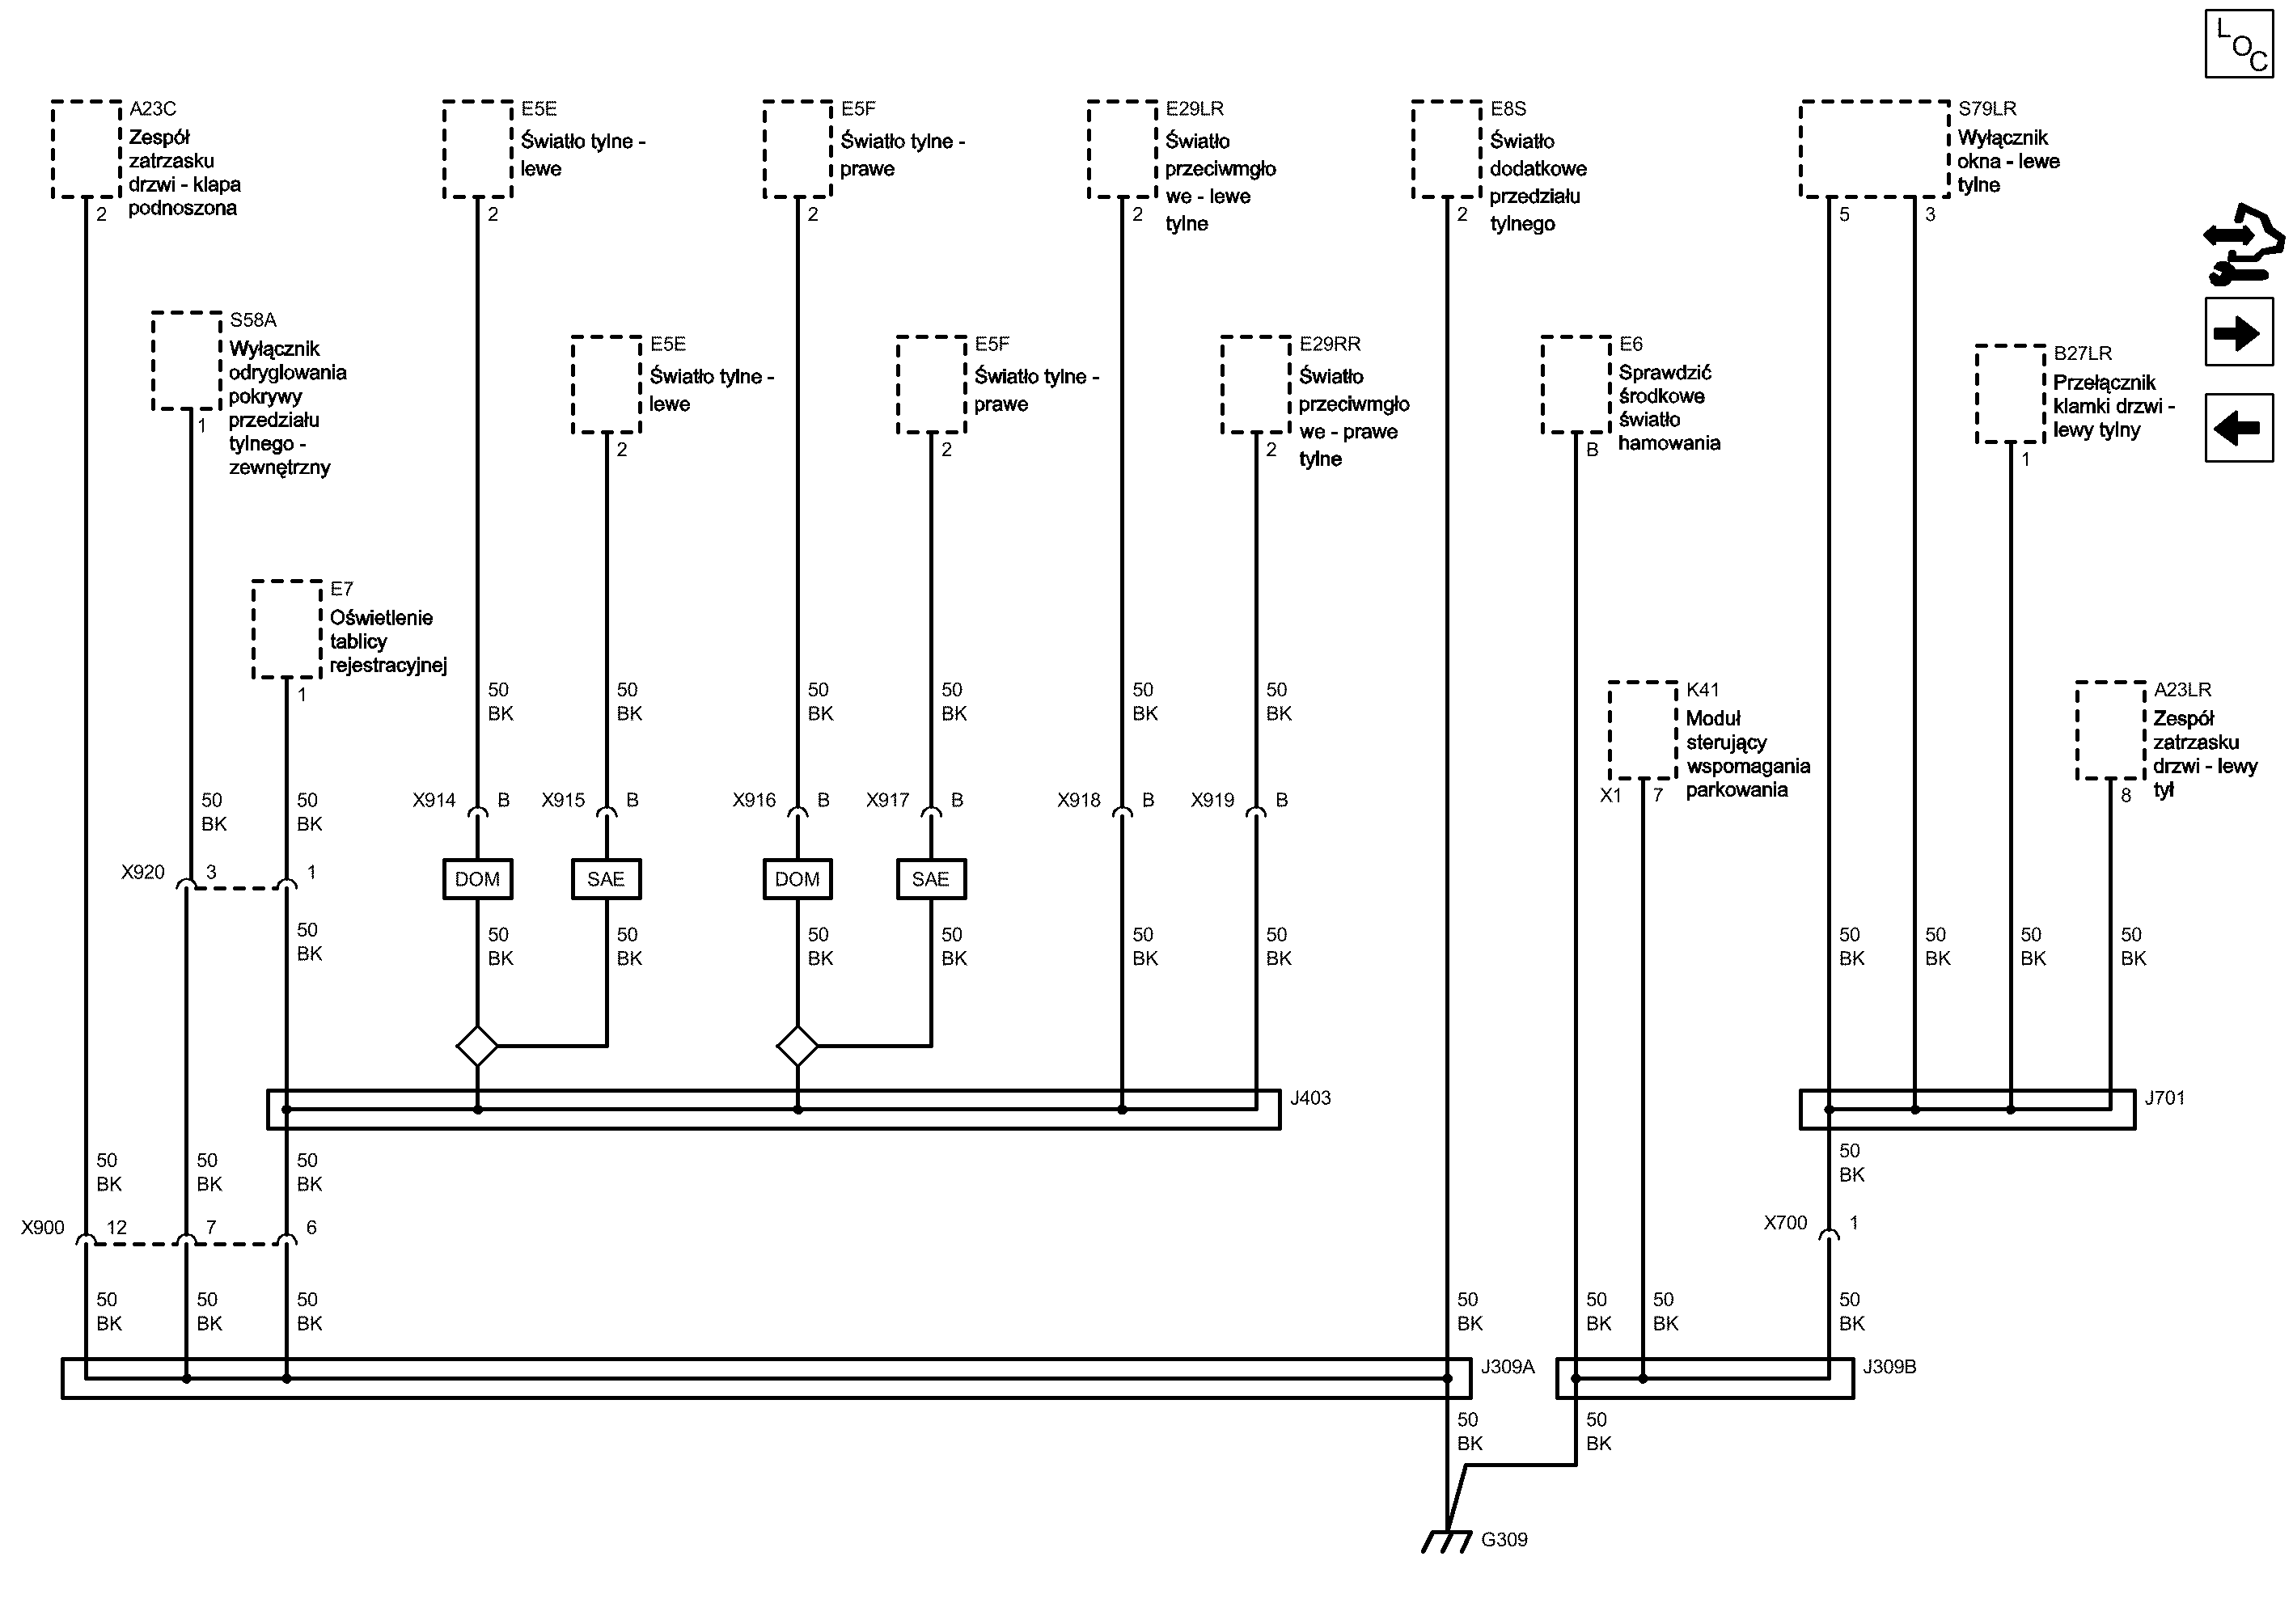 LOC
A23C
Zespół
zatrzasku
drzwi - klapa
podnoszona
2
E5E
Światło tylne -
lewe
2
E5F
Światło tylne -
prawe
2
E29LR
Światło
przeciwmgło
we - lewe
tylne
2
E8S
Światło
dodatkowe
przedziału
tylnego
2
S79LR
Wyłącznik
okna - lewe
tylne
5
3
S58A
Wyłącznik
odryglowania
pokrywy
przedziału
tylnego -
zewnętrzny
1
E5E
Światło tylne -
lewe
2
E5F
Światło tylne -
prawe
2
E29RR
Światło
przeciwmgło
we - prawe
tylne
2
E6
Sprawdzić
środkowe
światło
hamowania
B
B27LR
Przełącznik
klamki drzwi -
lewy tylny
1
E7
Oświetlenie
tablicy
rejestracyjnej
1
K41
Moduł
sterujący
wspomagania
parkowania
X1 7
A23LR
Zespół
zatrzasku
drzwi - lewy
tył
8
50 50 50 50 50 50
BK BK BK BK BK BK
50 50
BK BK
X914 B X915 B X916 B X917 B X918 B X919 B
X920 3 1
DOM SAE DOM SAE
50 50 50 50 50 50 50 50 50 50 50
BK BK BK BK BK BK BK BK BK BK BK
J403
J701
50 50 50 50
BK BK BK BK
X900 12 7 6
X700 1
50 50 50 50 50 50 50
BK BK BK BK BK BK BK
J309A
J309B
50 50
BK BK
G309